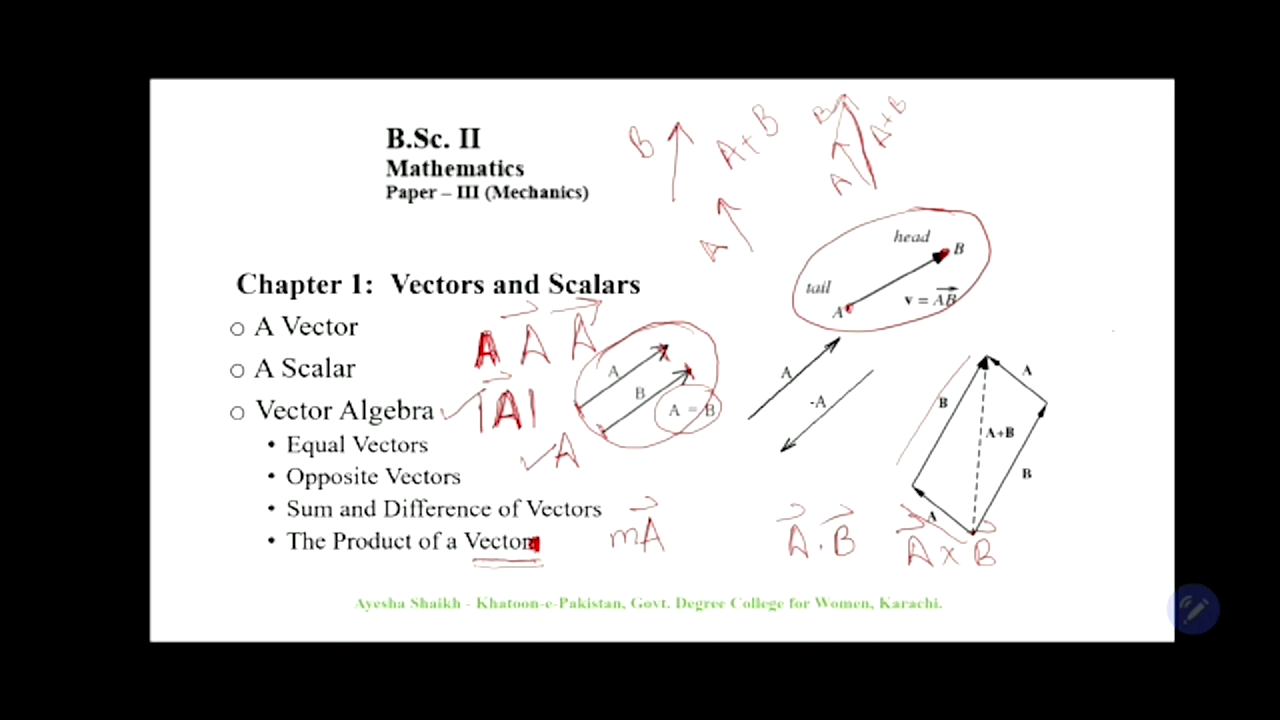 B.Sc. II
Mathematics
Paper – III (Mechanics)
B
A+B
A
B
A
A+B
head
B
tail
A
v = AB
Chapter 1: Vectors and Scalars
○ A Vector
○ A Scalar
○ Vector Algebra
• Equal Vectors
• Opposite Vectors
• Sum and Difference of Vectors
• The Product of a Vector
A A A
|A|
A
A
B
A = B
A
-A
A
B
A+B
B
A
mA
A . B
A × B
Ayesha Shaikh - Khatoon-e-Pakistan, Govt. Degree College for Women, Karachi.